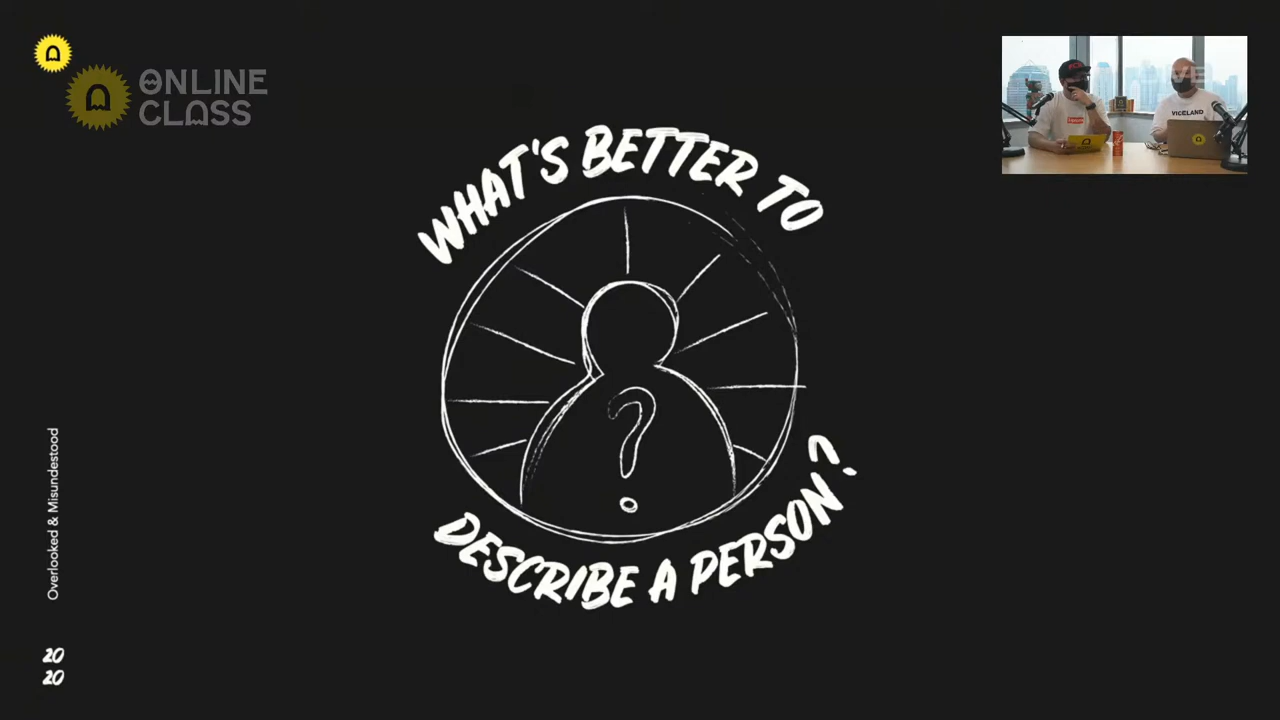 ONLINE
CLASS
WHAT'S BETTER TO
DESCRIBE A PERSON?
?
Overlooked & Misundestood
20
20
VICELAND